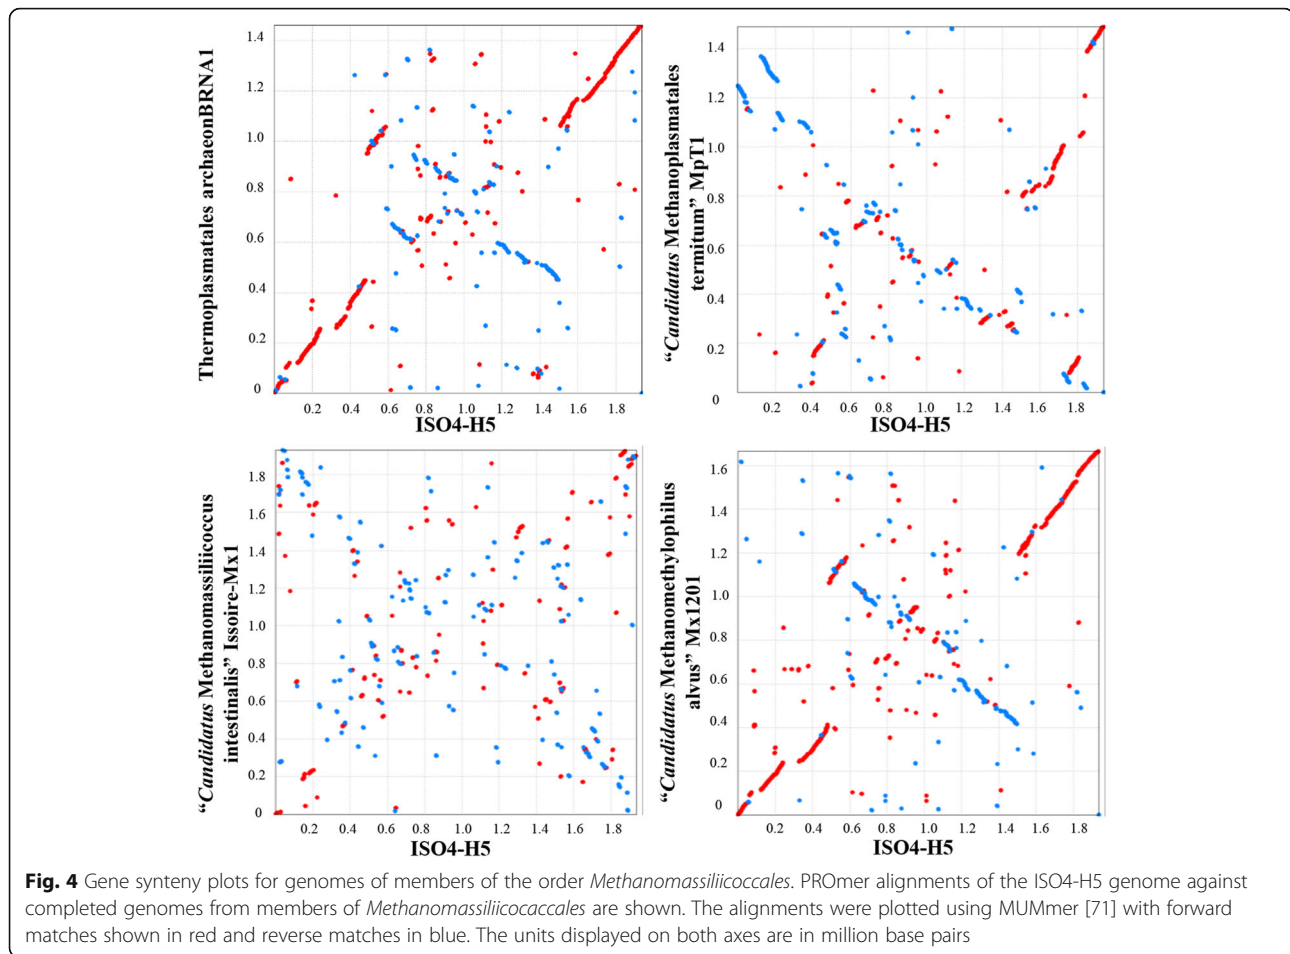 Thermoplasmatales archaeonBRNA1
1.4
1.2
1.0
0.8
0.6
0.4
0.2
0
0.2 0.4 0.6 0.8 1.0 1.2 1.4 1.6 1.8
ISO4-H5
“Candidatus Methanoplasmatales
termitum” MpT1
1.4
1.2
1.0
0.8
0.6
0.4
0.2
0
0.2 0.4 0.6 0.8 1.0 1.2 1.4 1.6 1.8
ISO4-H5
“Candidatus Methanomassiliicoccus
intestinalis” Issoire-Mx1
1.8
1.6
1.4
1.2
1.0
0.8
0.6
0.4
0.2
0
0.2 0.4 0.6 0.8 1.0 1.2 1.4 1.6 1.8
ISO4-H5
“Candidatus Methanomethylophilus
alvus” Mx1201
1.6
1.4
1.2
1.0
0.8
0.6
0.4
0.2
0
0.2 0.4 0.6 0.8 1.0 1.2 1.4 1.6 1.8
ISO4-H5
Fig. 4 Gene synteny plots for genomes of members of the order Methanomassiliicoccales. PROmer alignments of the ISO4-H5 genome against
completed genomes from members of Methanomassiliicocaccales are shown. The alignments were plotted using MUMmer [71] with forward
matches shown in red and reverse matches in blue. The units displayed on both axes are in million base pairs